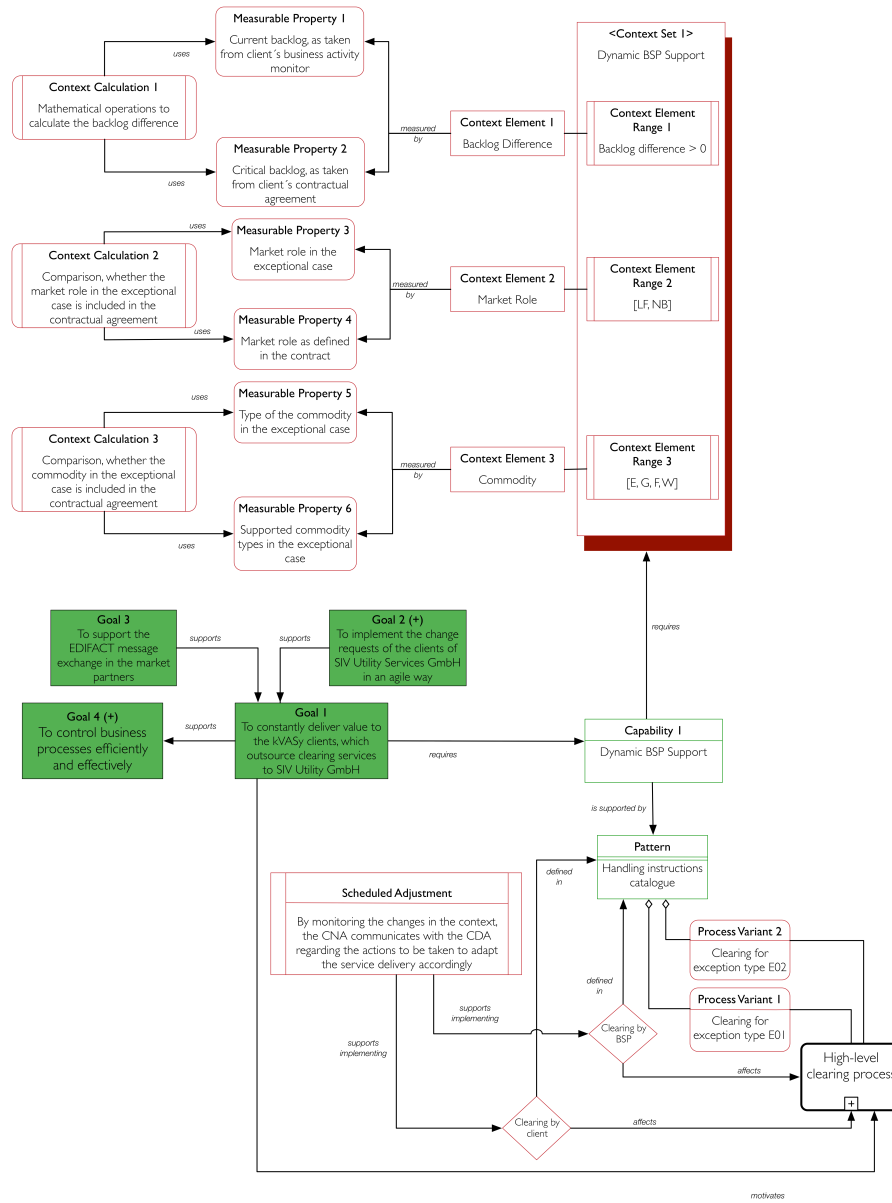 Measurable Property 1
Current backlog, as taken
from client´s business activity
monitor
uses
Context Calculation 1
Mathematical operations to
calculate the backlog difference
uses
Measurable Property 2
Critical backlog, as taken
from client´s contractual
agreement
measured
by
Context Element 1
Backlog Difference
<Context Set 1>
Dynamic BSP Support
Context Element
Range 1
Backlog difference > 0
uses
Measurable Property 3
Market role in the
exceptional case
Context Calculation 2
Comparison, whether the
market role in the exceptional
case is included in the
contractual agreement
uses
Measurable Property 4
Market role as defined
in the contract
measured
by
Context Element 2
Market Role
Context Element
Range 2
[LF, NB]
uses
Measurable Property 5
Type of the commodity
in the exceptional case
Context Calculation 3
Comparison, whether the
commodity in the exceptional
case is included in the
contractual agreement
uses
Measurable Property 6
Supported commodity
types in the exceptional
case
measured
by
Context Element 3
Commodity
Context Element
Range 3
[E, G, F, W]
requires
Goal 3
To support the
EDIFACT message
exchange in the market
partners
supports
supports
Goal 2 (+)
To implement the change
requests of the clients of
SIV Utility Services GmbH
in an agile way
Goal 4 (+)
To control business
processes efficiently
and effectively
supports
Goal 1
To constantly deliver value to
the kVASy clients, which
outsource clearing services
to SIV Utility GmbH
requires
Capability 1
Dynamic BSP Support
is supported by
Pattern
Handling instructions
catalogue
defined
in
Scheduled Adjustment
By monitoring the changes in the context,
the CNA communicates with the CDA
regarding the actions to be taken to adapt
the service delivery accordingly
defined
in
Process Variant 2
Clearing for
exception type E02
Process Variant 1
Clearing for
exception type E01
supports
implementing
supports
implementing
Clearing by
BSP
affects
High-level
clearing process
+
Clearing by
client
affects
motivates